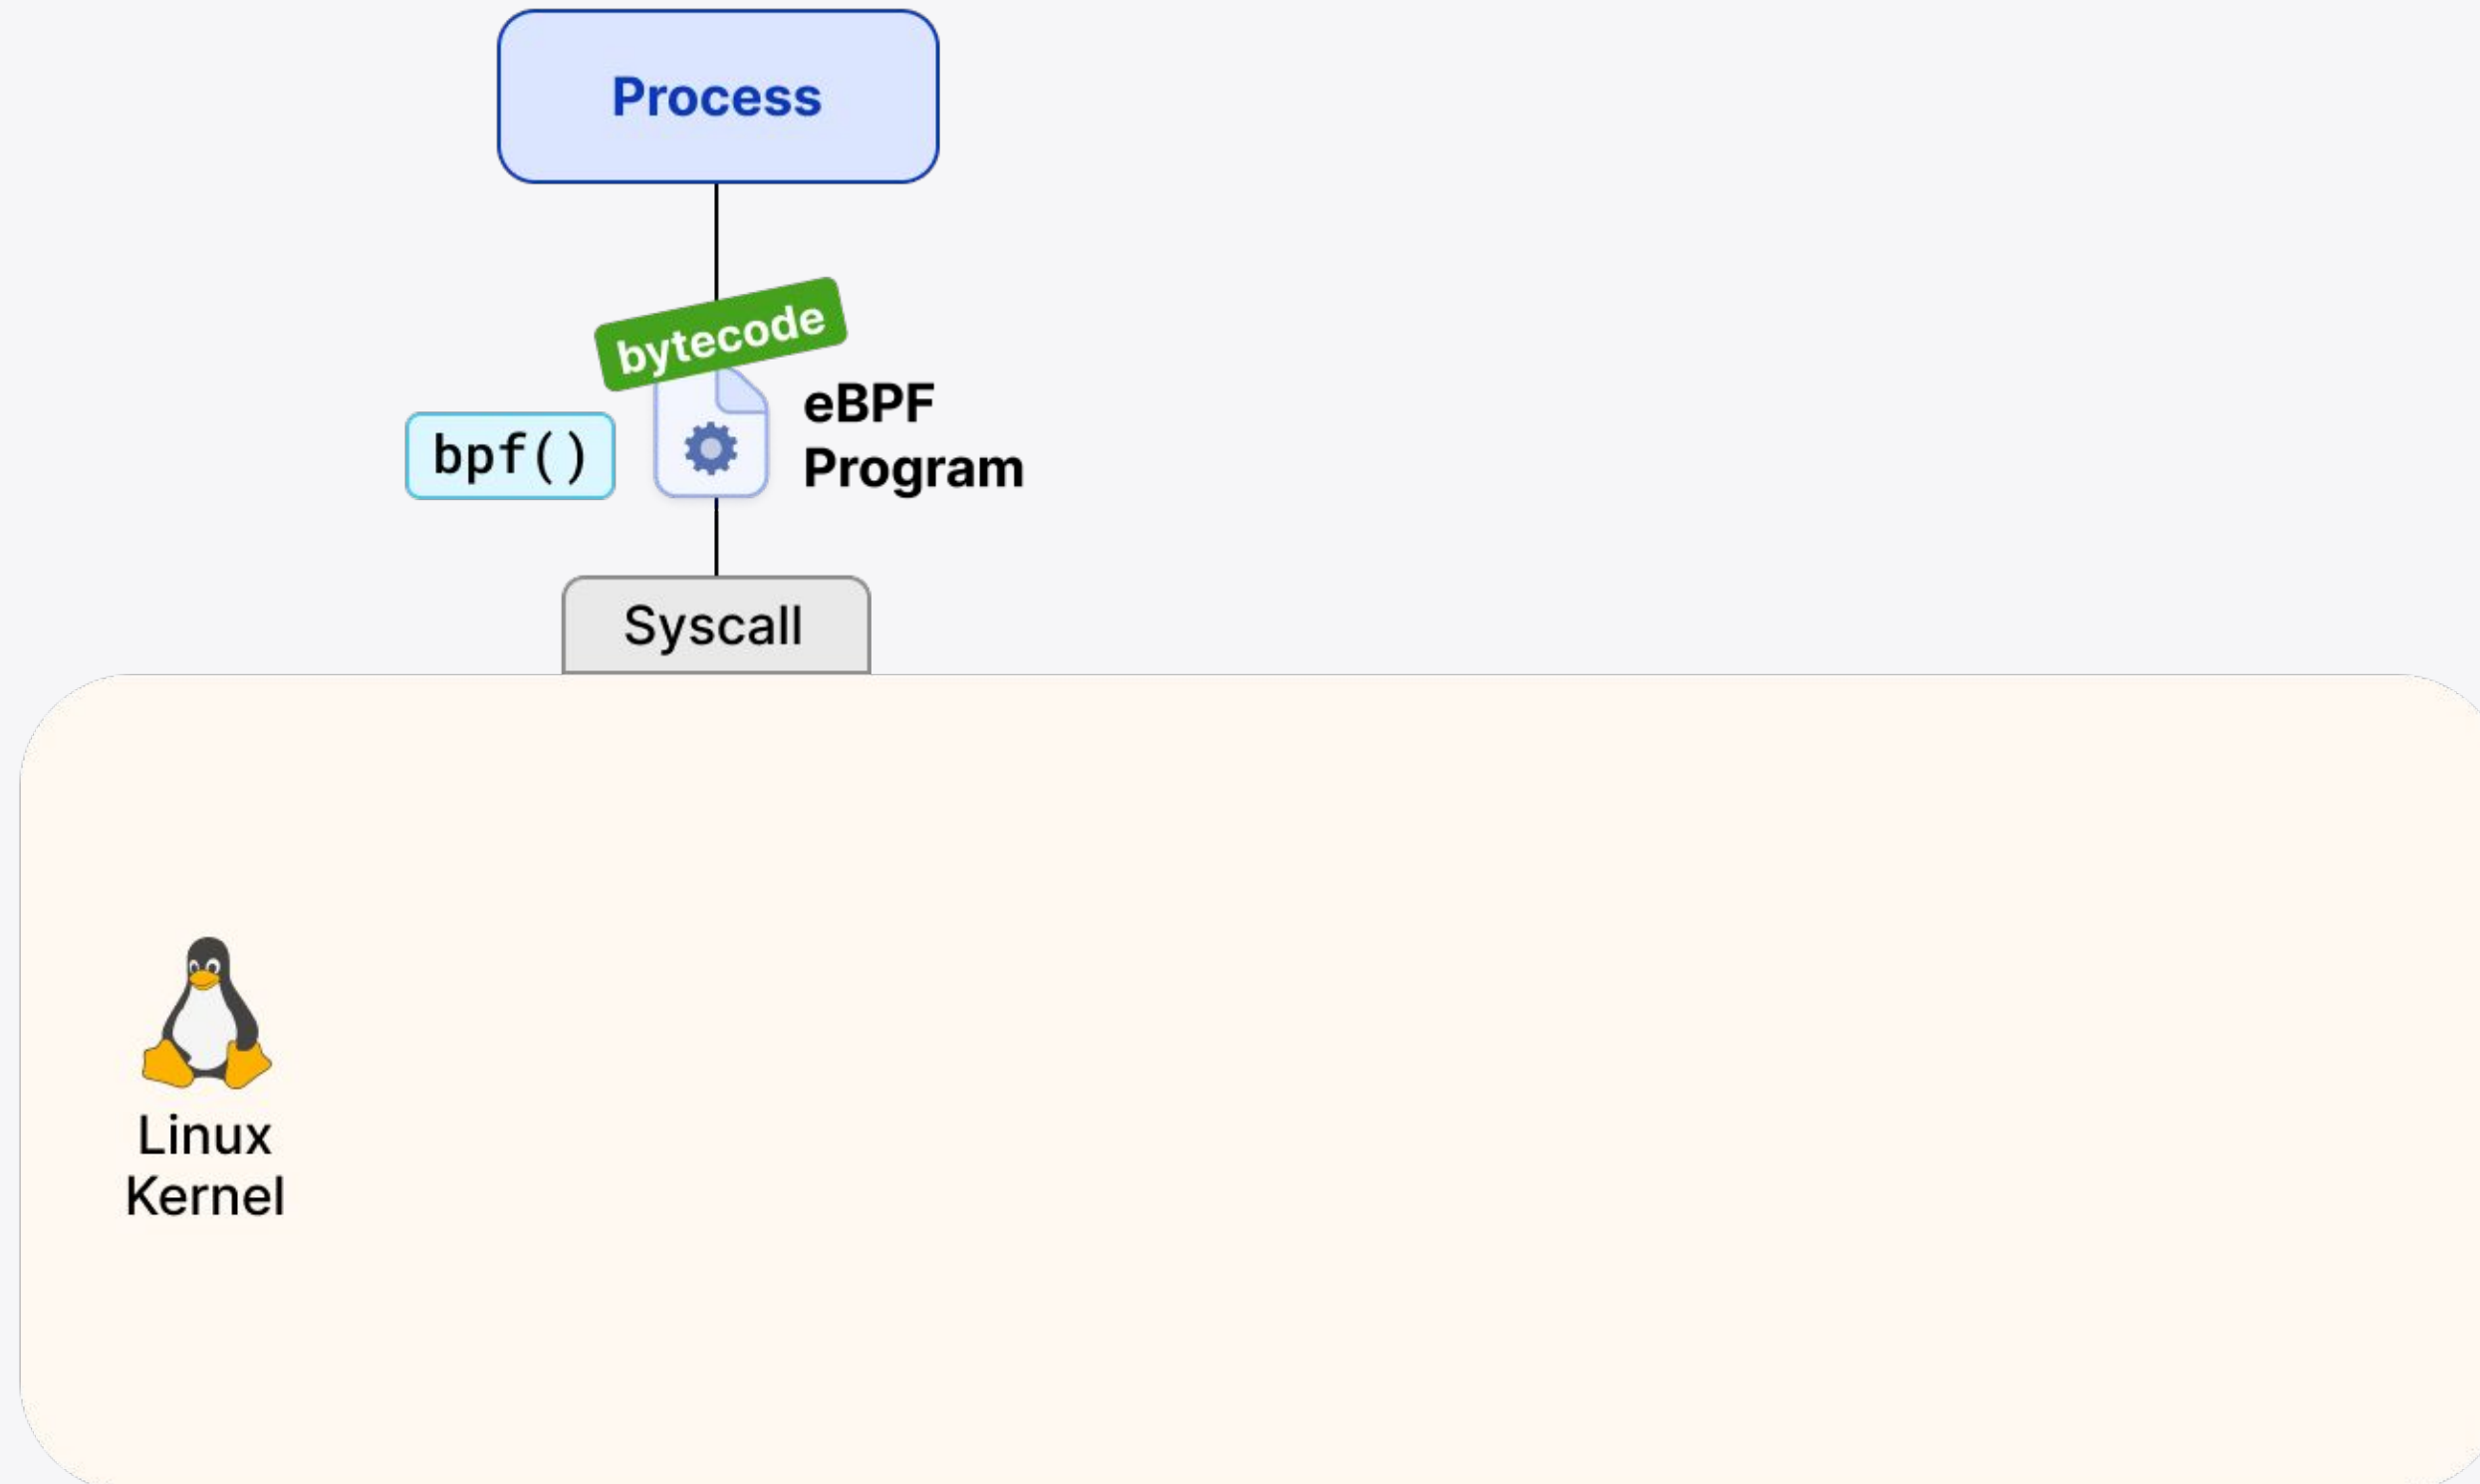 Process
bytecode
eBPF
Program
bpf()
Syscall
Linux
Kernel